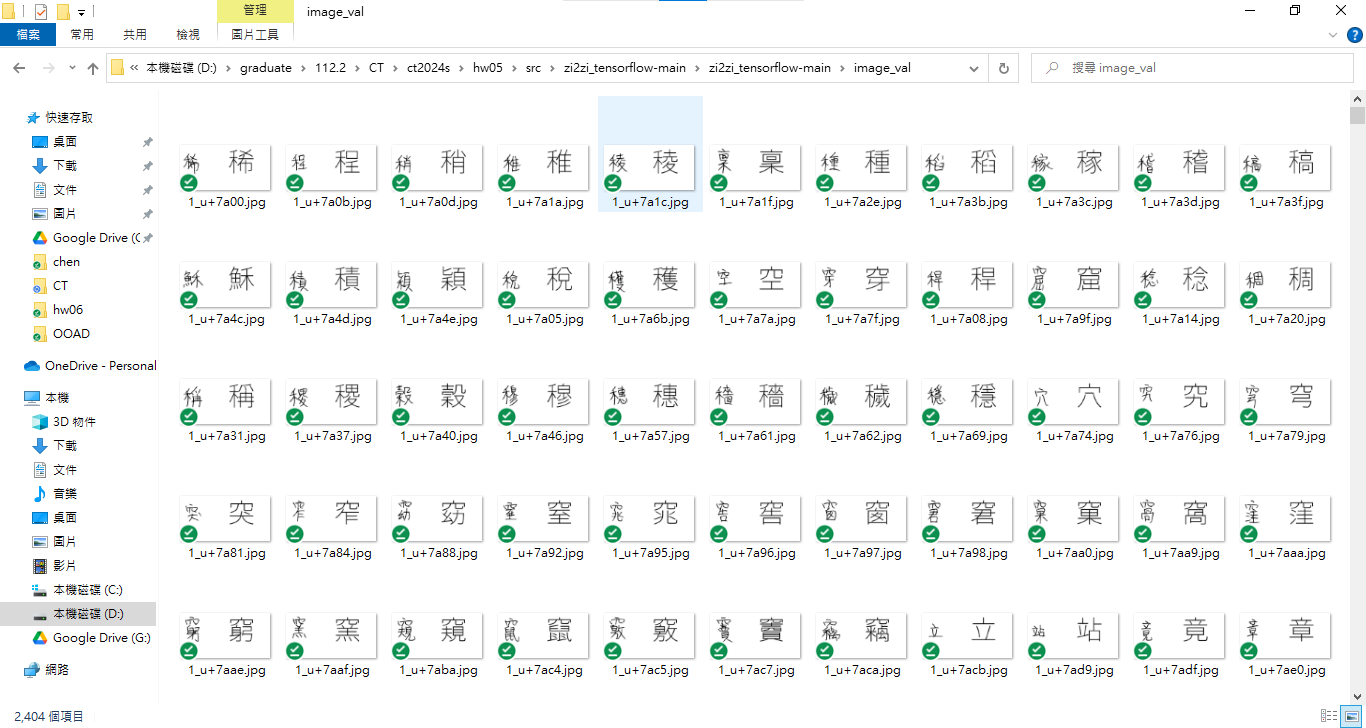 管理
image_val
檔案
常用
共用
檢視
圖片工具
« 本機磁碟 (D:) › graduate › 112.2 › CT › ct2024s › hw05 › src › zi2zi_tensorflow-main › zi2zi_tensorflow-main › image_val
搜尋 image_val
快速存取
桌面
下載
文件
圖片
Google Drive (G
chen
CT
hw06
OOAD
OneDrive - Personal
本機
3D 物件
下載
文件
音樂
桌面
圖片
影片
本機磁碟 (C:)
本機磁碟 (D:)
Google Drive (G:)
網路
稀 稀 程 程 稍 稍 稚 稚 稜 稜 稟 稟 種 種 稻 稻 稼 稼 稽 稽 稿 稿
1_u+7a00.jpg 1_u+7a0b.jpg 1_u+7a0d.jpg 1_u+7a1a.jpg 1_u+7a1c.jpg 1_u+7a1f.jpg 1_u+7a2e.jpg 1_u+7a3b.jpg 1_u+7a3c.jpg 1_u+7a3d.jpg 1_u+7a3f.jpg
穌 穌 積 積 穎 穎 稅 稅 穫 穫 空 空 穿 穿 稈 稈 窟 窟 稔 稔 稠 稠
1_u+7a4c.jpg 1_u+7a4d.jpg 1_u+7a4e.jpg 1_u+7a05.jpg 1_u+7a6b.jpg 1_u+7a7a.jpg 1_u+7a7f.jpg 1_u+7a08.jpg 1_u+7a9f.jpg 1_u+7a14.jpg 1_u+7a20.jpg
稱 稱 稷 稷 穀 穀 穆 穆 穗 穗 穡 穡 穢 穢 穩 穩 穴 穴 究 究 穹 穹
1_u+7a31.jpg 1_u+7a37.jpg 1_u+7a40.jpg 1_u+7a46.jpg 1_u+7a57.jpg 1_u+7a61.jpg 1_u+7a62.jpg 1_u+7a69.jpg 1_u+7a74.jpg 1_u+7a76.jpg 1_u+7a79.jpg
突 突 窄 窄 窈 窈 窒 窒 窕 窕 窖 窖 窗 窗 窘 窘 窠 窠 窩 窩 窪 窪
1_u+7a81.jpg 1_u+7a84.jpg 1_u+7a88.jpg 1_u+7a92.jpg 1_u+7a95.jpg 1_u+7a96.jpg 1_u+7a97.jpg 1_u+7a98.jpg 1_u+7aa0.jpg 1_u+7aa9.jpg 1_u+7aaa.jpg
窮 窮 窯 窯 窺 窺 竄 竄 竅 竅 竇 竇 竊 竊 立 立 站 站 竟 竟 章 章
1_u+7aae.jpg 1_u+7aaf.jpg 1_u+7aba.jpg 1_u+7ac4.jpg 1_u+7ac5.jpg 1_u+7ac7.jpg 1_u+7aca.jpg 1_u+7acb.jpg 1_u+7ad9.jpg 1_u+7adf.jpg 1_u+7ae0.jpg
2,404 個項目